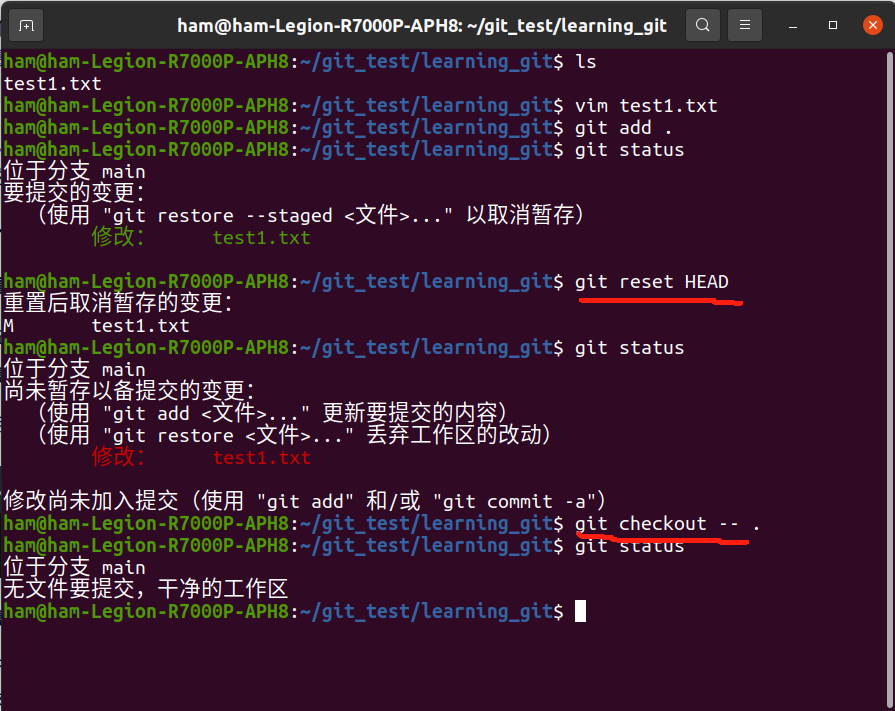 ham@ham-Legion-R7000P-APH8: ~/git_test/learning_git
ham@ham-Legion-R7000P-APH8:~/git_test/learning_git$ ls
test1.txt
ham@ham-Legion-R7000P-APH8:~/git_test/learning_git$ vim test1.txt
ham@ham-Legion-R7000P-APH8:~/git_test/learning_git$ git add .
ham@ham-Legion-R7000P-APH8:~/git_test/learning_git$ git status
位于分支 main
要提交的变更：
（使用 "git restore --staged <文件>..." 以取消暂存）
修改：     test1.txt
ham@ham-Legion-R7000P-APH8:~/git_test/learning_git$ git reset HEAD
重置后取消暂存的变更：
M       test1.txt
ham@ham-Legion-R7000P-APH8:~/git_test/learning_git$ git status
位于分支 main
尚未暂存以备提交的变更：
（使用 "git add <文件>..." 更新要提交的内容）
（使用 "git restore <文件>..." 丢弃工作区的改动）
修改：     test1.txt
修改尚未加入提交（使用 "git add" 和/或 "git commit -a"）
ham@ham-Legion-R7000P-APH8:~/git_test/learning_git$ git checkout -- .
ham@ham-Legion-R7000P-APH8:~/git_test/learning_git$ git status
位于分支 main
无文件要提交，干净的工作区
ham@ham-Legion-R7000P-APH8:~/git_test/learning_git$